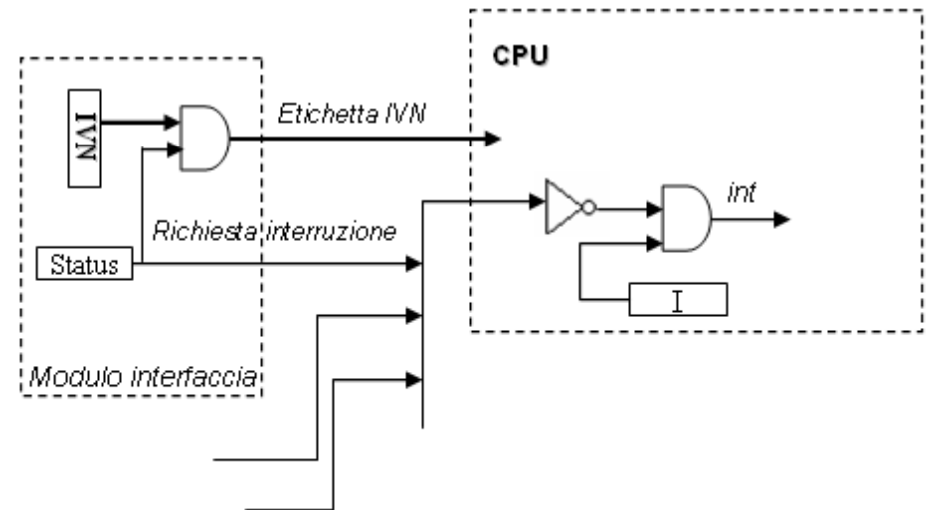 CPU
IVN
Etichetta IVN
int
Richiesta interruzione
Status
I
Modulo interfaccia